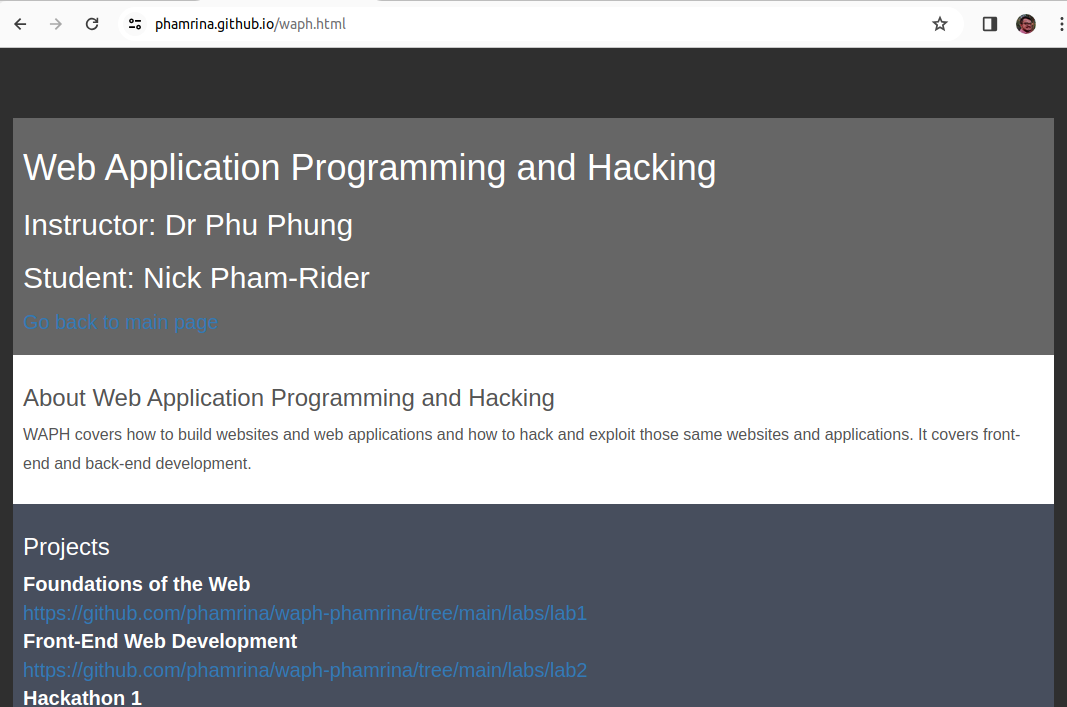 phamrina.github.io/waph.html
Web Application Programming and Hacking
Instructor: Dr Phu Phung
Student: Nick Pham-Rider
Go back to main page
About Web Application Programming and Hacking
WAPH covers how to build websites and web applications and how to hack and exploit those same websites and applications. It covers front-
end and back-end development.
Projects
Foundations of the Web
https://github.com/phamrina/waph-phamrina/tree/main/labs/lab1
Front-End Web Development
https://github.com/phamrina/waph-phamrina/tree/main/labs/lab2
Hackathon 1